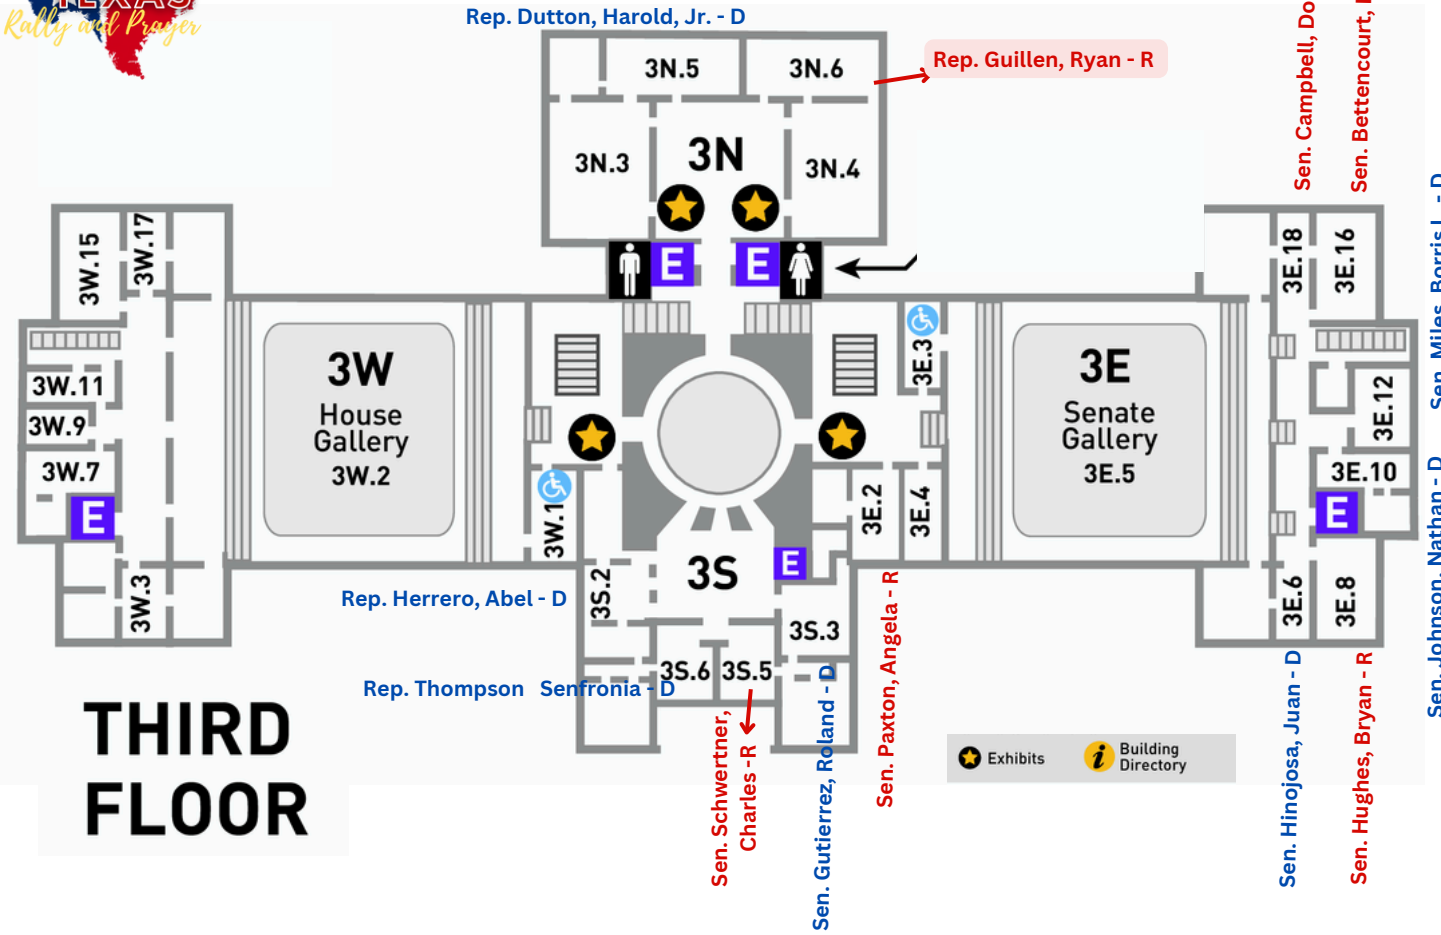 TEXAS
Rally and Prayer
Rep. Dutton, Harold, Jr. - D
Rep. Guillen, Ryan - R
Sen. Campbell,
Sen. Bettencourt,
3N.5
3N.6
3N.3
3N
3N.4
E
E
3W.15
3W.17
3E.18
3E.16
Sen. Miles, Borris L. - D
3W.11
3W.9
3W.7
E
3W.3
3W
House
Gallery
3W.2
3W.1
3E.3
3E
Senate
Gallery
3E.5
3E.12
3E.10
E
3E.2
3E.4
3S
E
3S.2
3S.3
3S.6
3S.5
3E.6
3E.8
Sen. Johnson, Nathan - D
Rep. Herrero, Abel - D
Rep. Thompson Senfronia - D
Sen. Schwertner,
Charles -R
Sen. Gutierrez, Roland - D
Sen. Paxton, Angela - R
Sen. Hinojosa, Juan - D
Sen. Hughes, Bryan - R
THIRD
FLOOR
Exhibits
i
Building
Directory